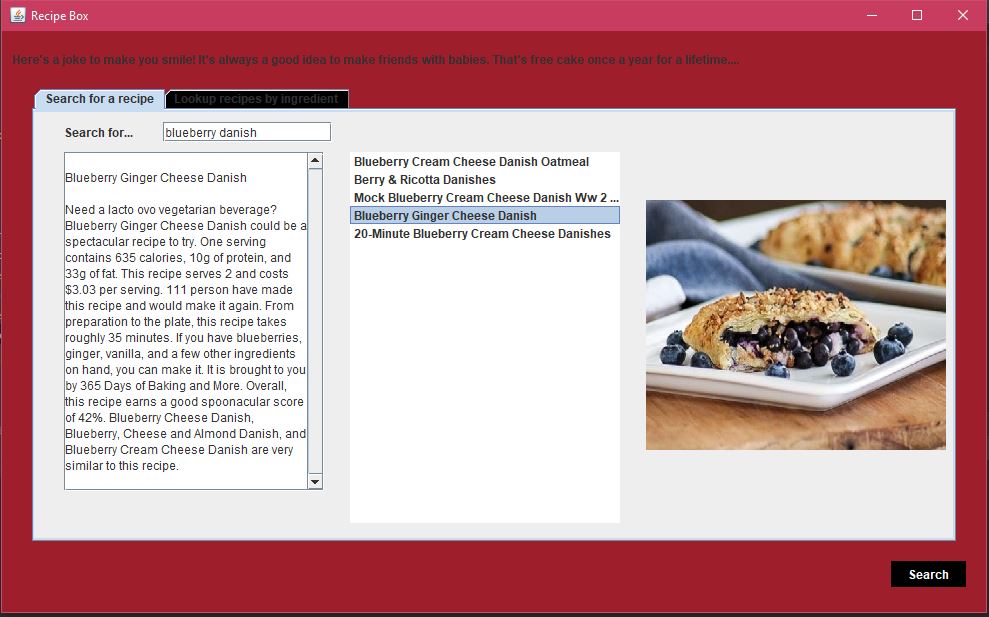 Recipe Box
Here's a joke to make you smile! It's always a good idea to make friends with babies. That's free cake once a year for a lifetime....
Search for a recipe
Lookup recipes by ingredient
Search for...
blueberry danish
Blueberry Ginger Cheese Danish
Need a lacto ovo vegetarian beverage?
Blueberry Ginger Cheese Danish could be a
spectacular recipe to try. One serving
contains 635 calories, 10g of protein, and
33g of fat. This recipe serves 2 and costs
$3.03 per serving. 111 person have made
this recipe and would make it again. From
preparation to the plate, this recipe takes
roughly 35 minutes. If you have blueberries,
ginger, vanilla, and a few other ingredients
on hand, you can make it. It is brought to you
by 365 Days of Baking and More. Overall,
this recipe earns a good spoonacular score
of 42%. Blueberry Cheese Danish,
Blueberry, Cheese and Almond Danish, and
Blueberry Cream Cheese Danish are very
similar to this recipe.
Blueberry Cream Cheese Danish Oatmeal
Berry & Ricotta Danishes
Mock Blueberry Cream Cheese Danish Ww 2 ...
Blueberry Ginger Cheese Danish
20-Minute Blueberry Cream Cheese Danishes
Search